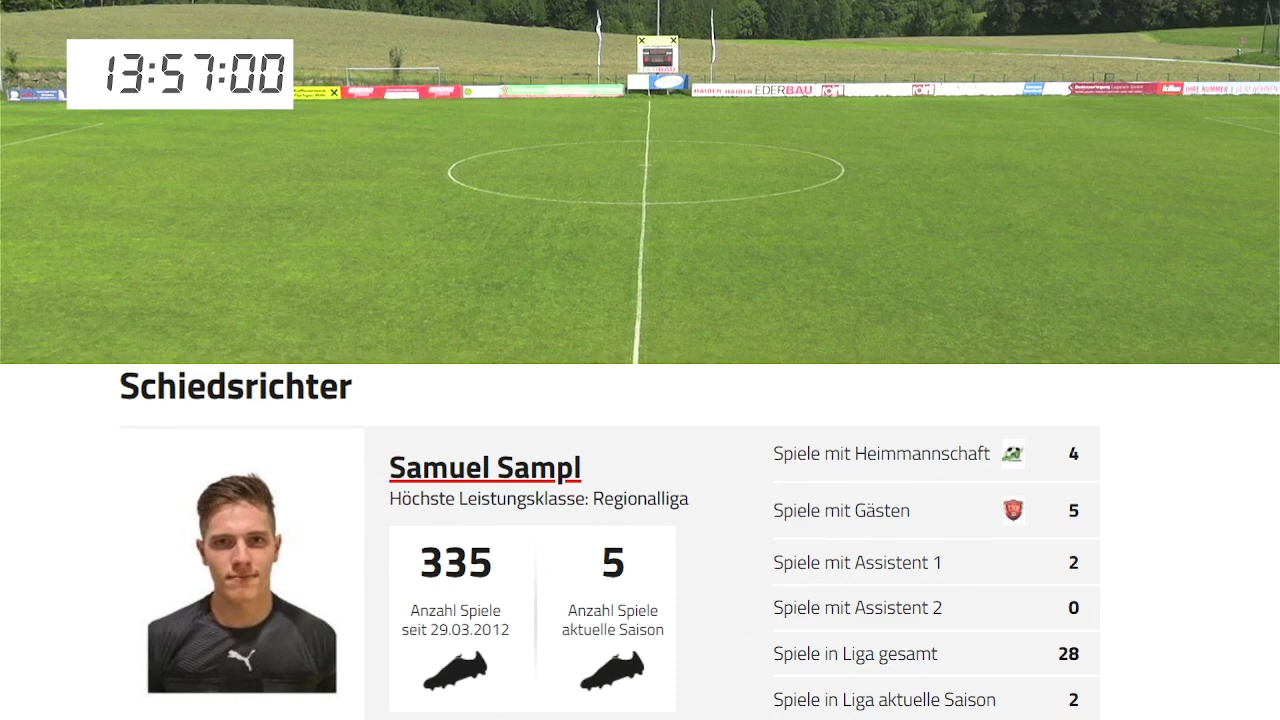 13:57:00
HAIDER HAIDER EDERBAU
Schiedsrichter
Samuel Sampl
Höchste Leistungsklasse: Regionalliga
335
Anzahl Spiele
seit 29.03.2012
5
Anzahl Spiele
aktuelle Saison
Spiele mit Heimmannschaft 4
Spiele mit Gästen 5
Spiele mit Assistent 1 2
Spiele mit Assistent 2 0
Spiele in Liga gesamt 28
Spiele in Liga aktuelle Saison 2